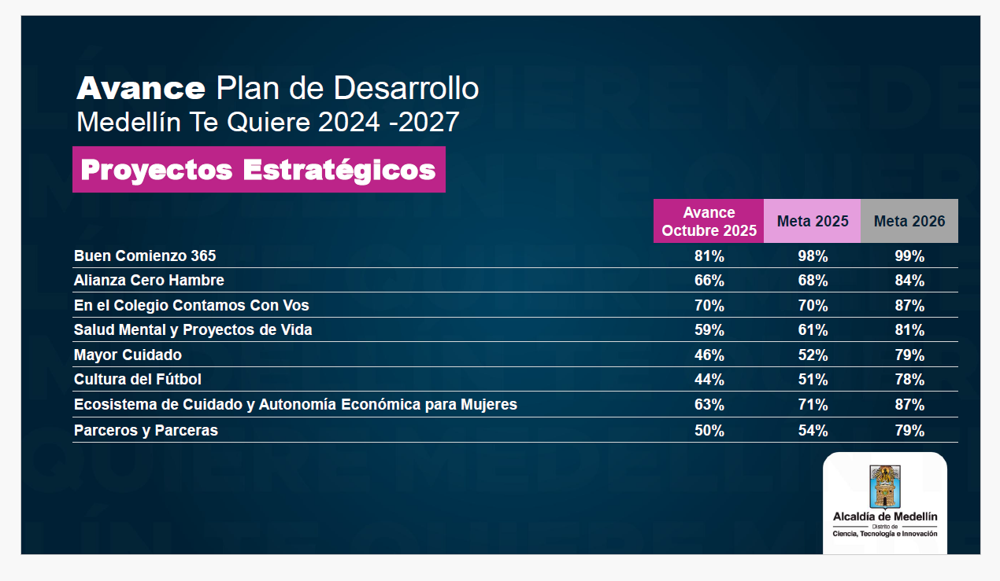 Avance Plan de Desarrollo
Medellín Te Quiere 2024 -2027
Proyectos Estratégicos
Avance Octubre 2025 Meta 2025 Meta 2026
Buen Comienzo 365 81% 98% 99%
Alianza Cero Hambre 66% 68% 84%
En el Colegio Contamos Con Vos 70% 70% 87%
Salud Mental y Proyectos de Vida 59% 61% 81%
Mayor Cuidado 46% 52% 79%
Cultura del Fútbol 44% 51% 78%
Ecosistema de Cuidado y Autonomía Económica para Mujeres 63% 71% 87%
Parceros y Parceras 50% 54% 79%
Alcaldía de Medellín
Distrito de
Ciencia, Tecnología e Innovación